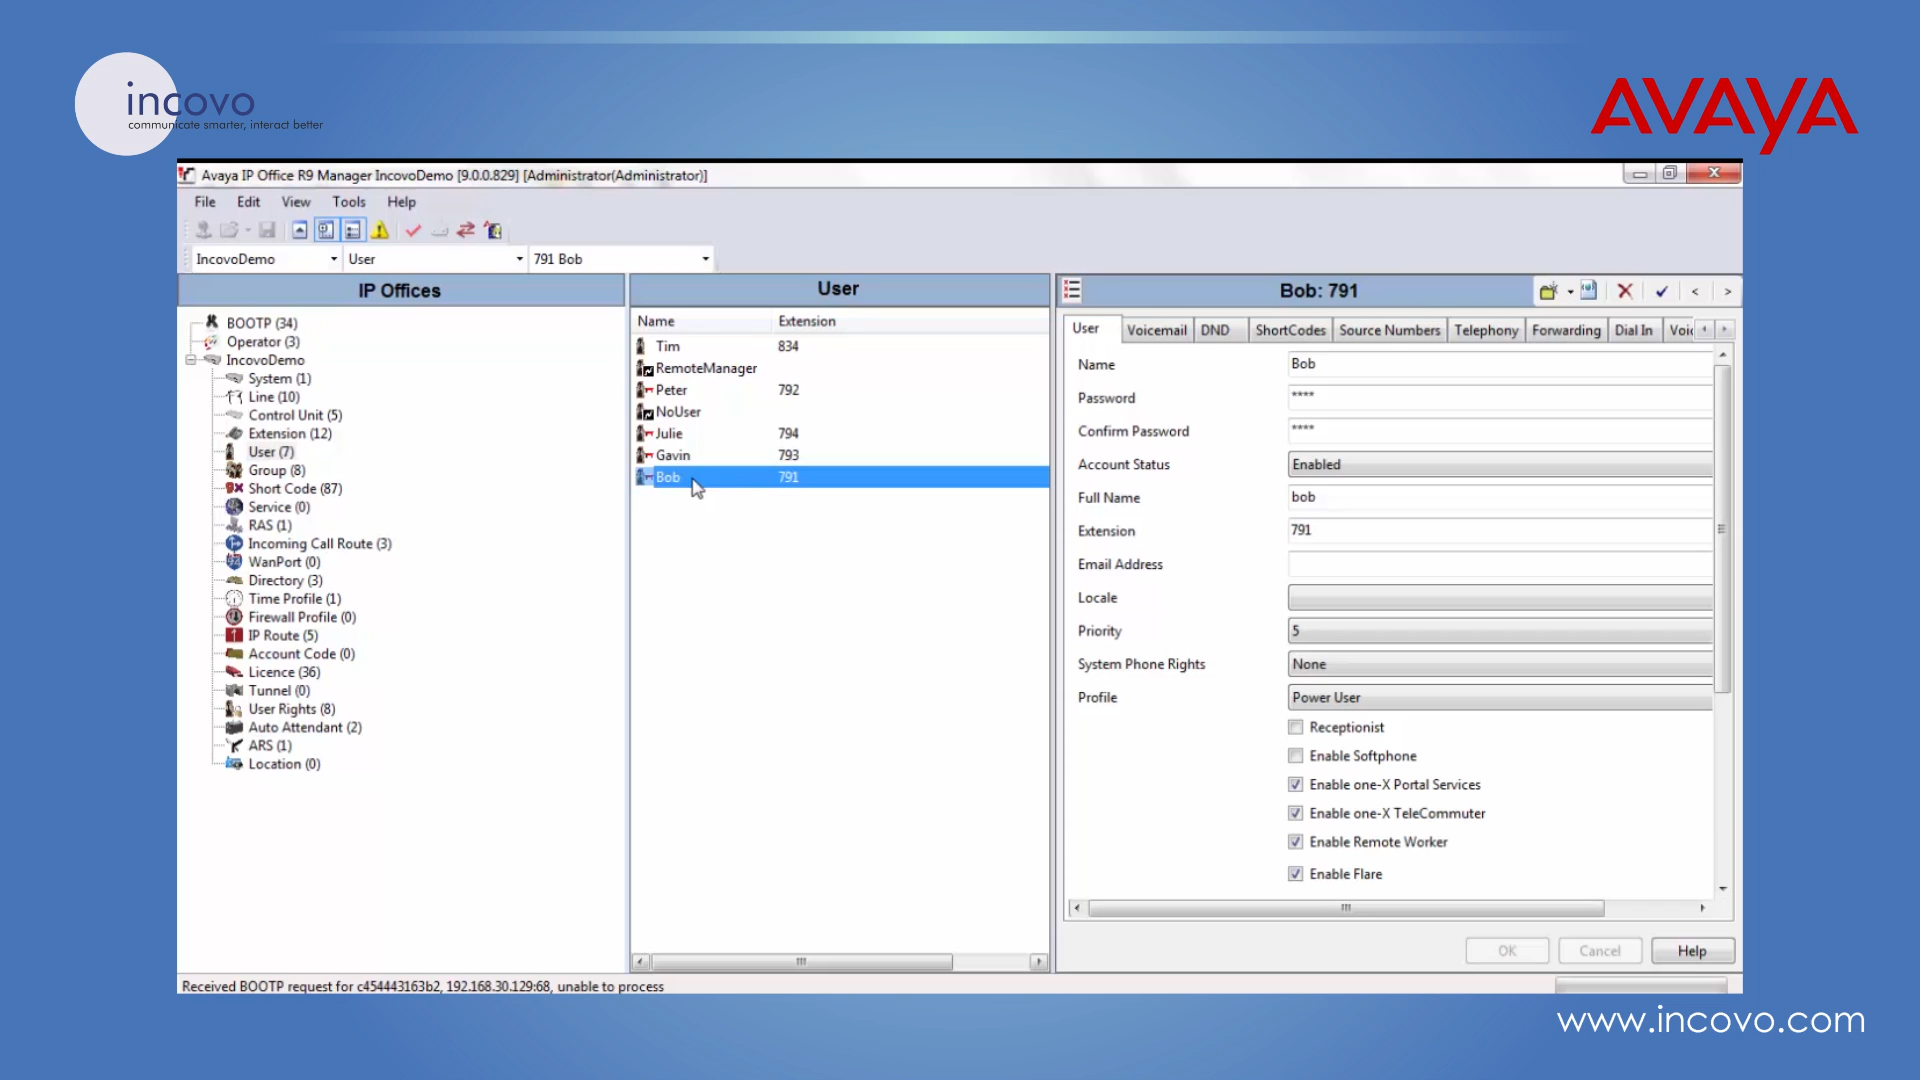 incovo
communicate smarter, interact better
AVAYA
Avaya IP Office R9 Manager IncovoDemo [9.0.0.829] [Administrator(Administrator)]
File Edit View Tools Help
IncovoDemo User 791 Bob
IP Offices
BOOTP (34)
Operator (3)
IncovoDemo
System (1)
Line (10)
Control Unit (5)
Extension (12)
User (7)
Group (8)
Short Code (87)
Service (0)
RAS (1)
Incoming Call Route (3)
WanPort (0)
Directory (3)
Time Profile (1)
Firewall Profile (0)
IP Route (5)
Account Code (0)
Licence (36)
Tunnel (0)
User Rights (8)
Auto Attendant (2)
ARS (1)
Location (0)
User
Name Extension
Tim 834
RemoteManager
Peter 792
NoUser
Julie 794
Gavin 793
Bob 791
Bob: 791
User Voicemail DND ShortCodes Source Numbers Telephony Forwarding Dial In Voic
Name Bob
Password ****
Confirm Password ****
Account Status Enabled
Full Name bob
Extension 791
Email Address
Locale
Priority 5
System Phone Rights None
Profile Power User
Receptionist
Enable Softphone
Enable one-X Portal Services
Enable one-X TeleCommuter
Enable Remote Worker
Enable Flare
OK Cancel Help
Received BOOTP request for c454443163b2, 192.168.30.129:68, unable to process
www.incovo.com